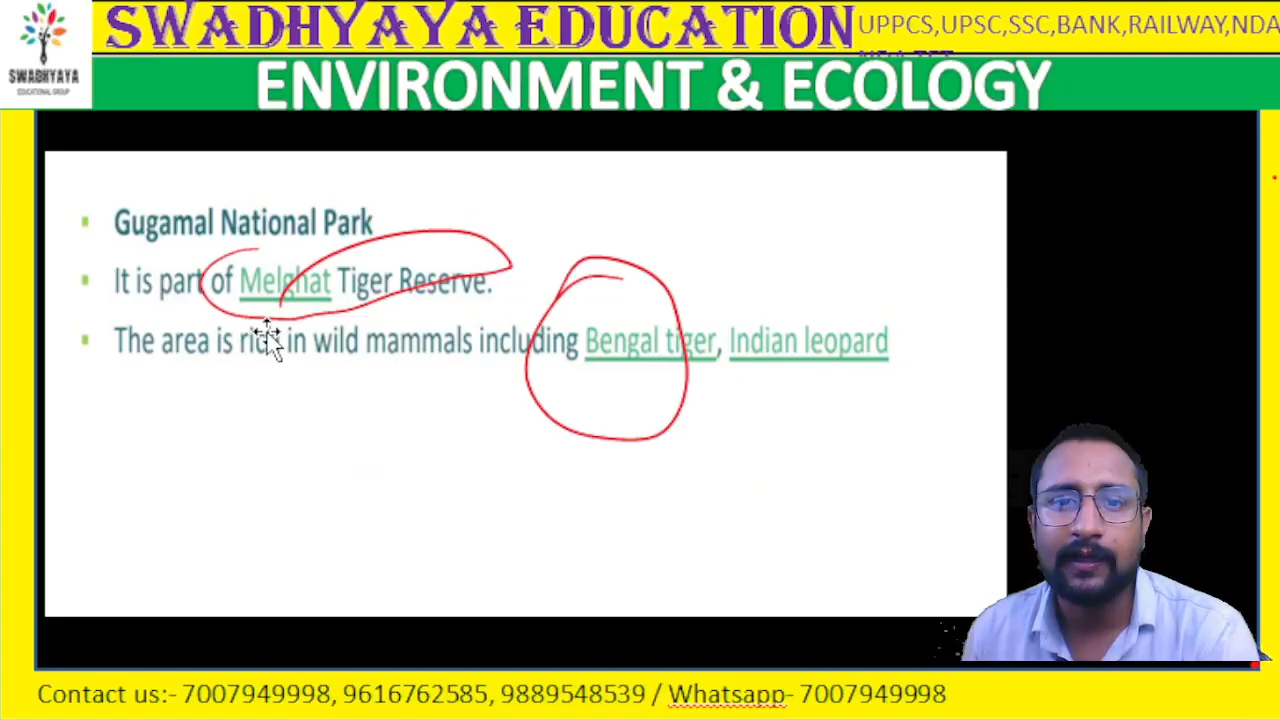 SWADHYAYA EDUCATION
UPPCS,UPSC,SSC,BANK,RAILWAY,NDA
SWADHYAYA
EDUCATIONAL GROUP
ENVIRONMENT & ECOLOGY
Gugamal National Park
It is part of Melghat Tiger Reserve.
The area is rich in wild mammals including Bengal tiger, Indian leopard
Contact us:- 7007949998, 9616762585, 9889548539 / Whatsapp- 7007949998